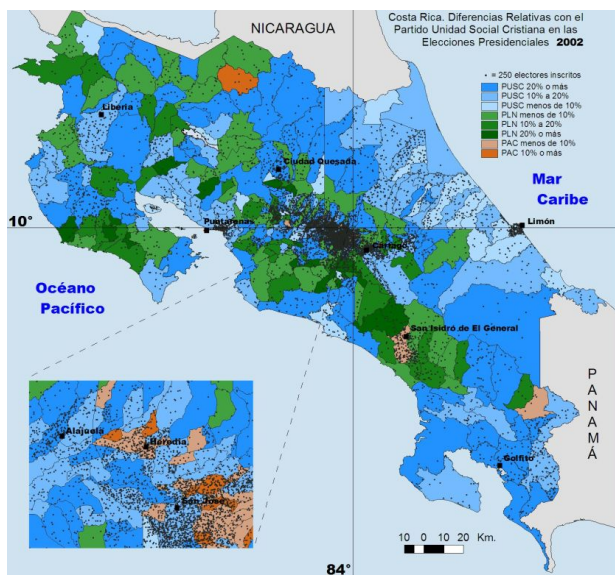 NICARAGUA
Costa Rica. Diferencias Relativas con el
Partido Unidad Social Cristiana en las
Elecciones Presidenciales 2002
250 electores inscritos
PUSC 20% o más
PUSC 10% a 20%
PUSC menos de 10%
PLN menos de 10%
PLN 10% a 20%
PLN 20% o más
PAC menos de 10%
PAC 10% o más
Liberia
Ciudad Quesada
Mar
Caribe
10°
Puntarenas
Limón
Cartago
Océano
Pacífico
San Isidro de El General
PANAMÁ
Alajuela
Heredia
San José
Golfito
10 0 10 20 Km.
84°